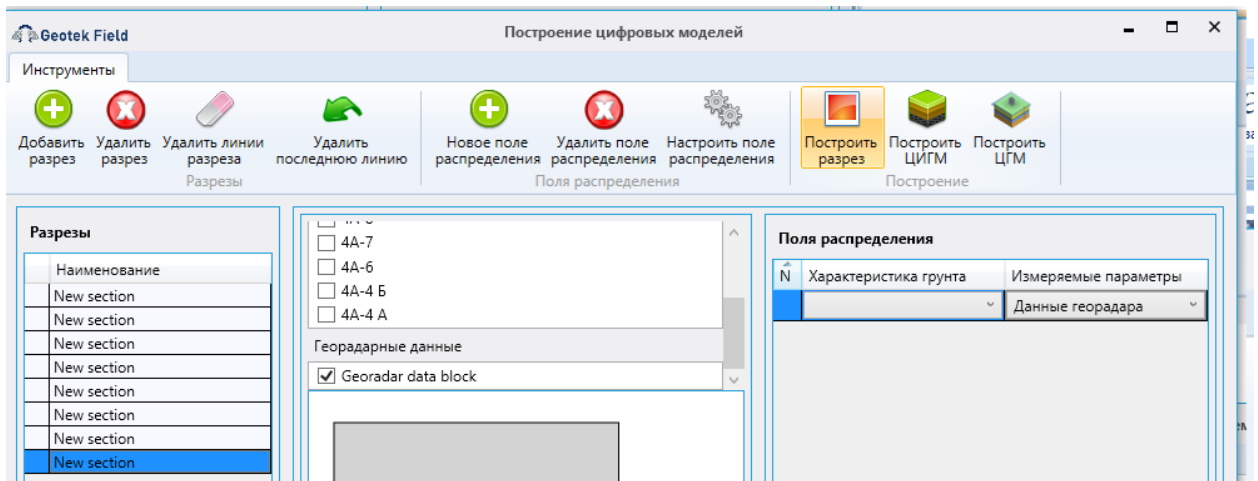 Geotek Field
Построение цифровых моделей
Инструменты
Добавить разрез
Удалить разрез
Удалить линии разреза
Удалить последнюю линию
Новое поле распределения
Удалить поле распределения
Настроить поле распределения
Построить разрез
Построить ЦИГМ
Построить ЦГМ
Разрезы
Поля распределения
Построение
Разрезы
Наименование
New section
New section
New section
New section
New section
New section
New section
New section
4А-7
4А-6
4А-4 Б
4А-4 А
Георадарные данные
Georadar data block
Поля распределения
N Характеристика грунта Измеряемые параметры
Данные георадара